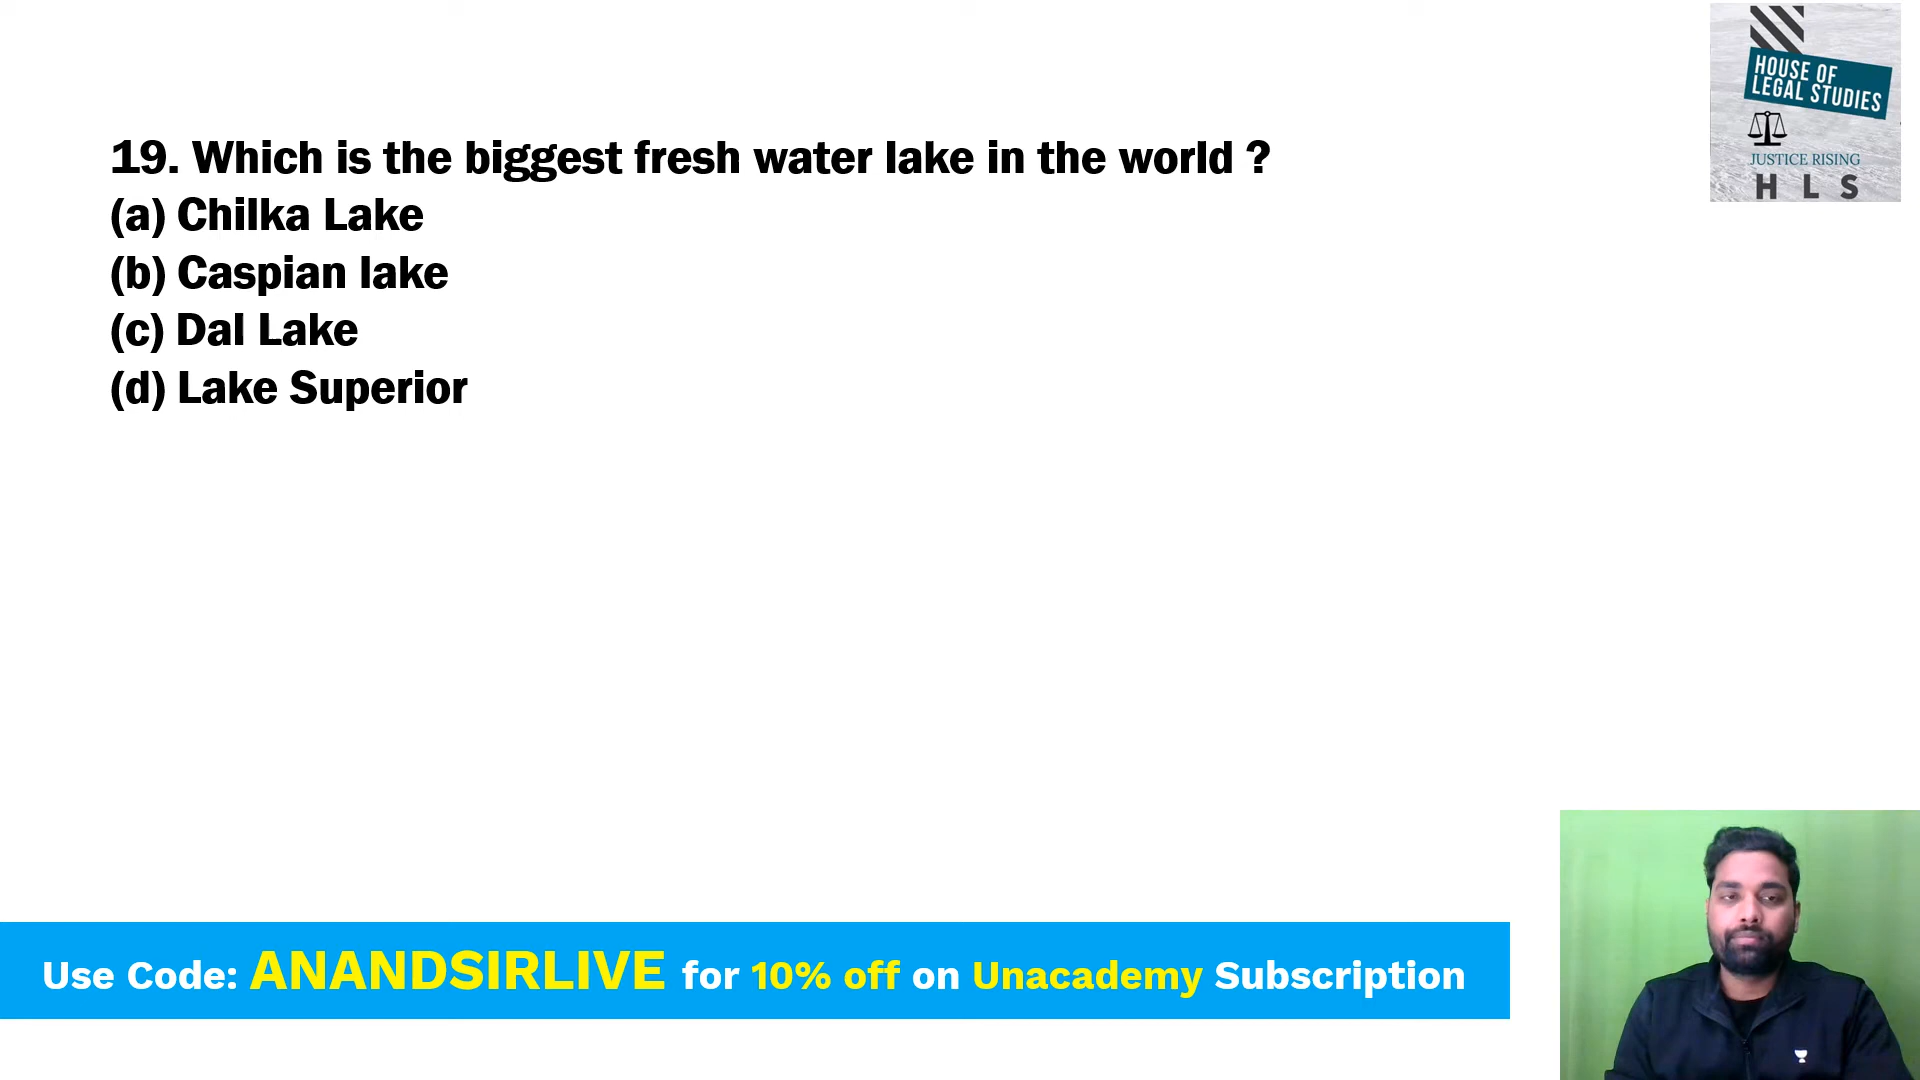 HOUSE OF
LEGAL STUDIES
JUSTICE RISING
H L S
19. Which is the biggest fresh water lake in the world ?
(a) Chilka Lake
(b) Caspian lake
(c) Dal Lake
(d) Lake Superior
Use Code: ANANDSIRLIVE for 10% off on Unacademy Subscription